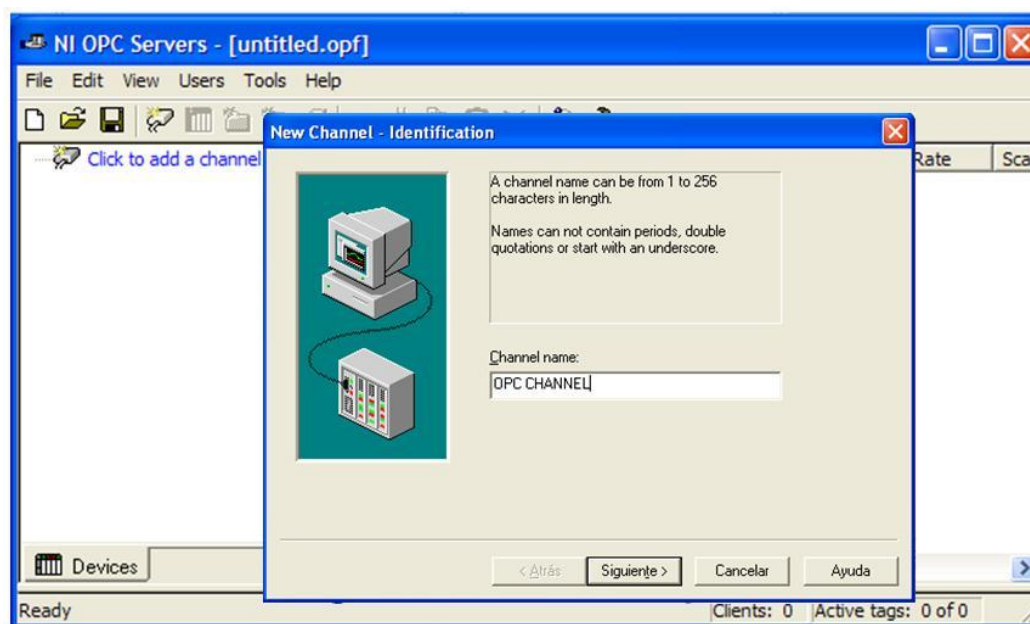 NI OPC Servers - [untitled.opf]
File Edit View Users Tools Help
New Channel - Identification
Click to add a channel
Rate Sca
A channel name can be from 1 to 256
characters in length.
Names can not contain periods, double
quotations or start with an underscore.
Channel name:
OPC CHANNEL
Devices
< Atrás Siguiente > Cancelar Ayuda
Ready Clients: 0 Active tags: 0 of 0